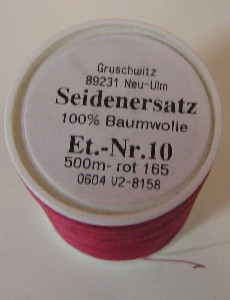 Gruschwitz
89231 Neu-Ulm
Seidenersatz
100% Baumwolle
Et.-Nr.10
500m- rot 165
0604 V2-8158